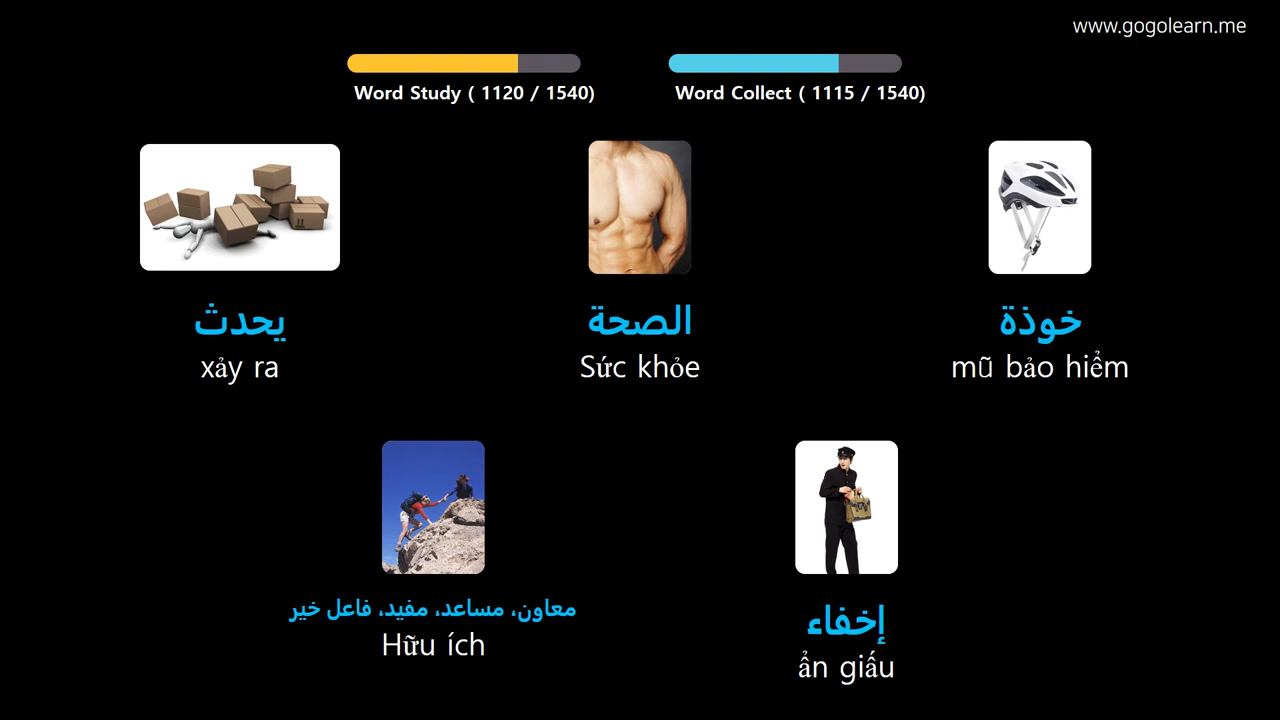 www.gogolearn.me
Word Study ( 1120 / 1540)
Word Collect ( 1115 / 1540)
يحدث
xảy ra
الصحة
Sức khỏe
خوذة
mũ bảo hiểm
معاون، مساعد، مفيد، فاعل خير
Hữu ích
إخفاء
ẩn giấu